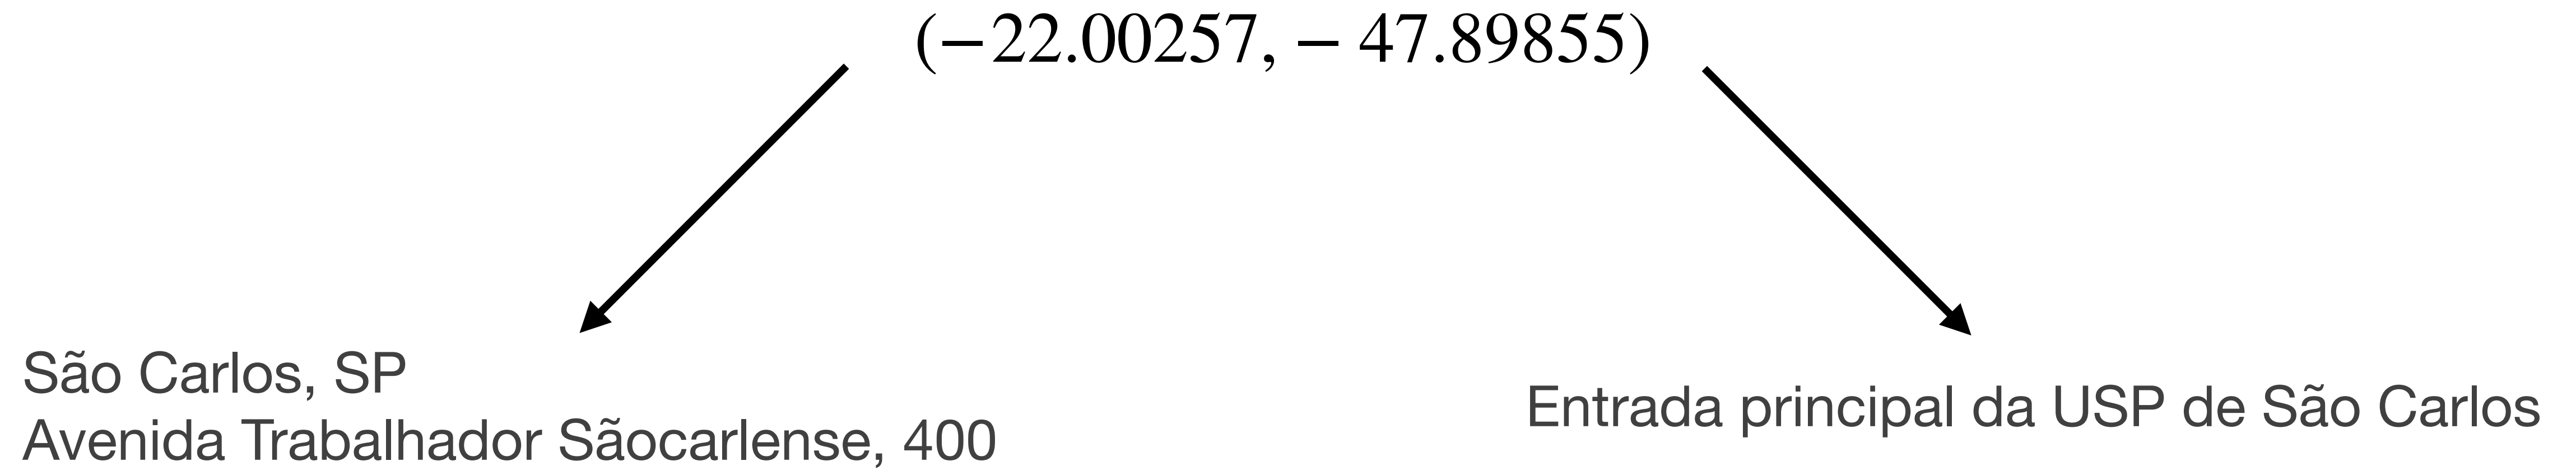 (−22.00257, − 47.89855)
São Carlos, SP
Avenida Trabalhador Sãocarlense, 400
Entrada principal da USP de São Carlos